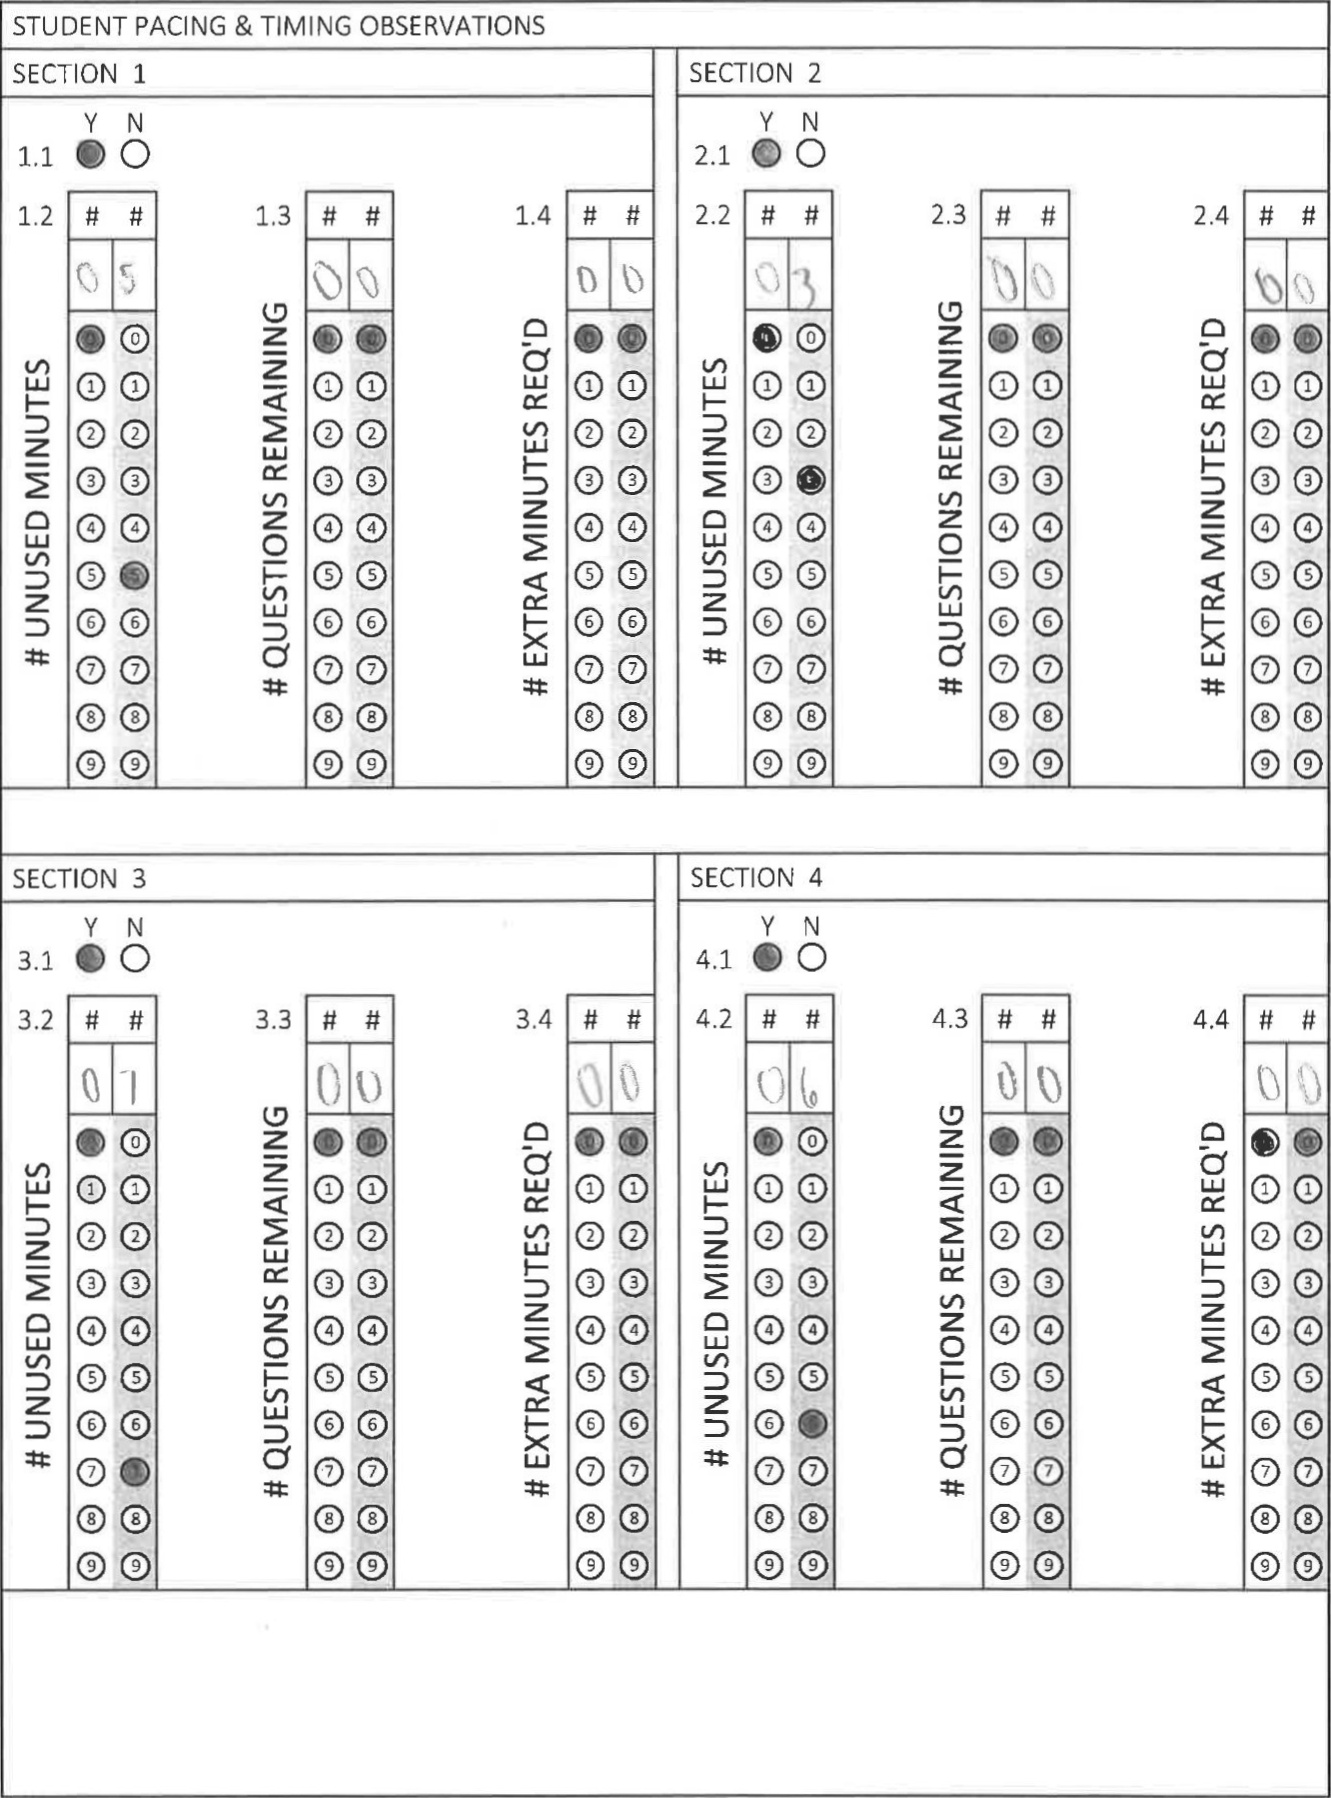 STUDENT PACING & TIMING OBSERVATIONS
SECTION 1
Y N
1.1
1.2 # # 1.3 # # 1.4 # #
0 5 0 0 0 0
# UNUSED MINUTES
# QUESTIONS REMAINING
# EXTRA MINUTES REQ'D
0 0 0 0 0 0
1 1 1 1 1 1
2 2 2 2 2 2
3 3 3 3 3 3
4 4 4 4 4 4
5 5 5 5 5 5
6 6 6 6 6 6
7 7 7 7 7 7
8 8 8 8 8 8
9 9 9 9 9 9
SECTION 2
Y N
2.1
2.2 # # 2.3 # # 2.4 # #
0 3 0 0 0 0
# UNUSED MINUTES
# QUESTIONS REMAINING
# EXTRA MINUTES REQ'D
0 0 0 0 0 0
1 1 1 1 1 1
2 2 2 2 2 2
3 3 3 3 3
4 4 4 4 4 4
5 5 5 5 5 5
6 6 6 6 6 6
7 7 7 7 7 7
8 8 8 8 8 8
9 9 9 9 9 9
SECTION 3
Y N
3.1
3.2 # # 3.3 # # 3.4 # #
0 7 0 0 0 0
# UNUSED MINUTES
# QUESTIONS REMAINING
# EXTRA MINUTES REQ'D
0 0 0 0 0 0
1 1 1 1 1 1
2 2 2 2 2 2
3 3 3 3 3 3
4 4 4 4 4 4
5 5 5 5 5 5
6 6 6 6 6 6
7 7 7 7 7 7
8 8 8 8 8 8
9 9 9 9 9 9
SECTION 4
Y N
4.1
4.2 # # 4.3 # # 4.4 # #
0 6 0 0 0 0
# UNUSED MINUTES
# QUESTIONS REMAINING
# EXTRA MINUTES REQ'D
0 0 0 0 0
1 1 1 1 1 1
2 2 2 2 2 2
3 3 3 3 3 3
4 4 4 4 4 4
5 5 5 5 5 5
6 6 6 6 6
7 7 7 7 7 7
8 8 8 8 8 8
9 9 9 9 9 9